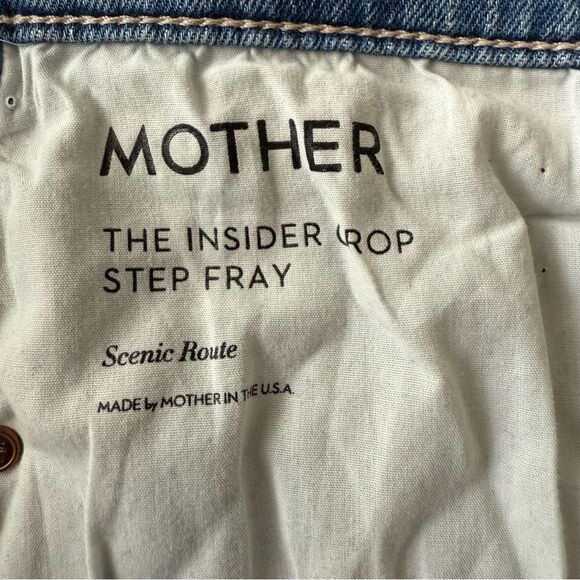 MOTHER
THE INSIDER CROP
STEP FRAY
Scenic Route
MADE by MOTHER IN THE U.S.A.